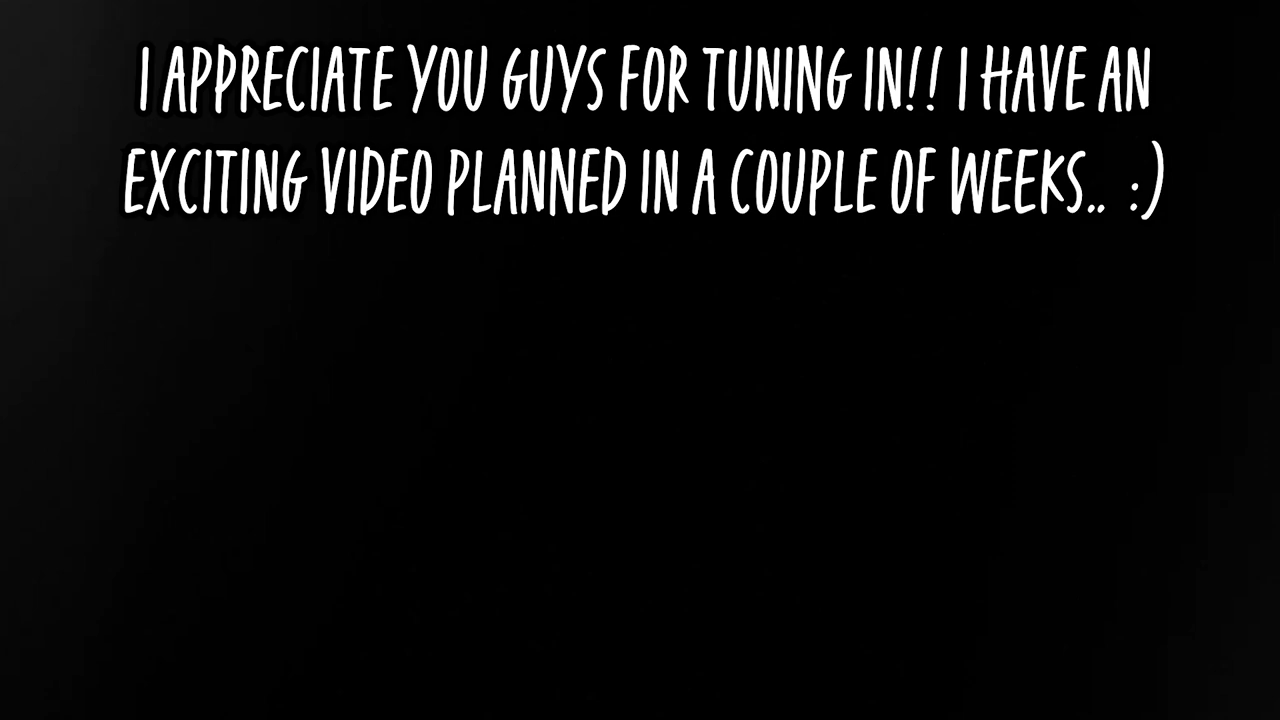 I APPRECIATE YOU GUYS FOR TUNING IN!! I HAVE AN
EXCITING VIDEO PLANNED IN A COUPLE OF WEEKS.. :)